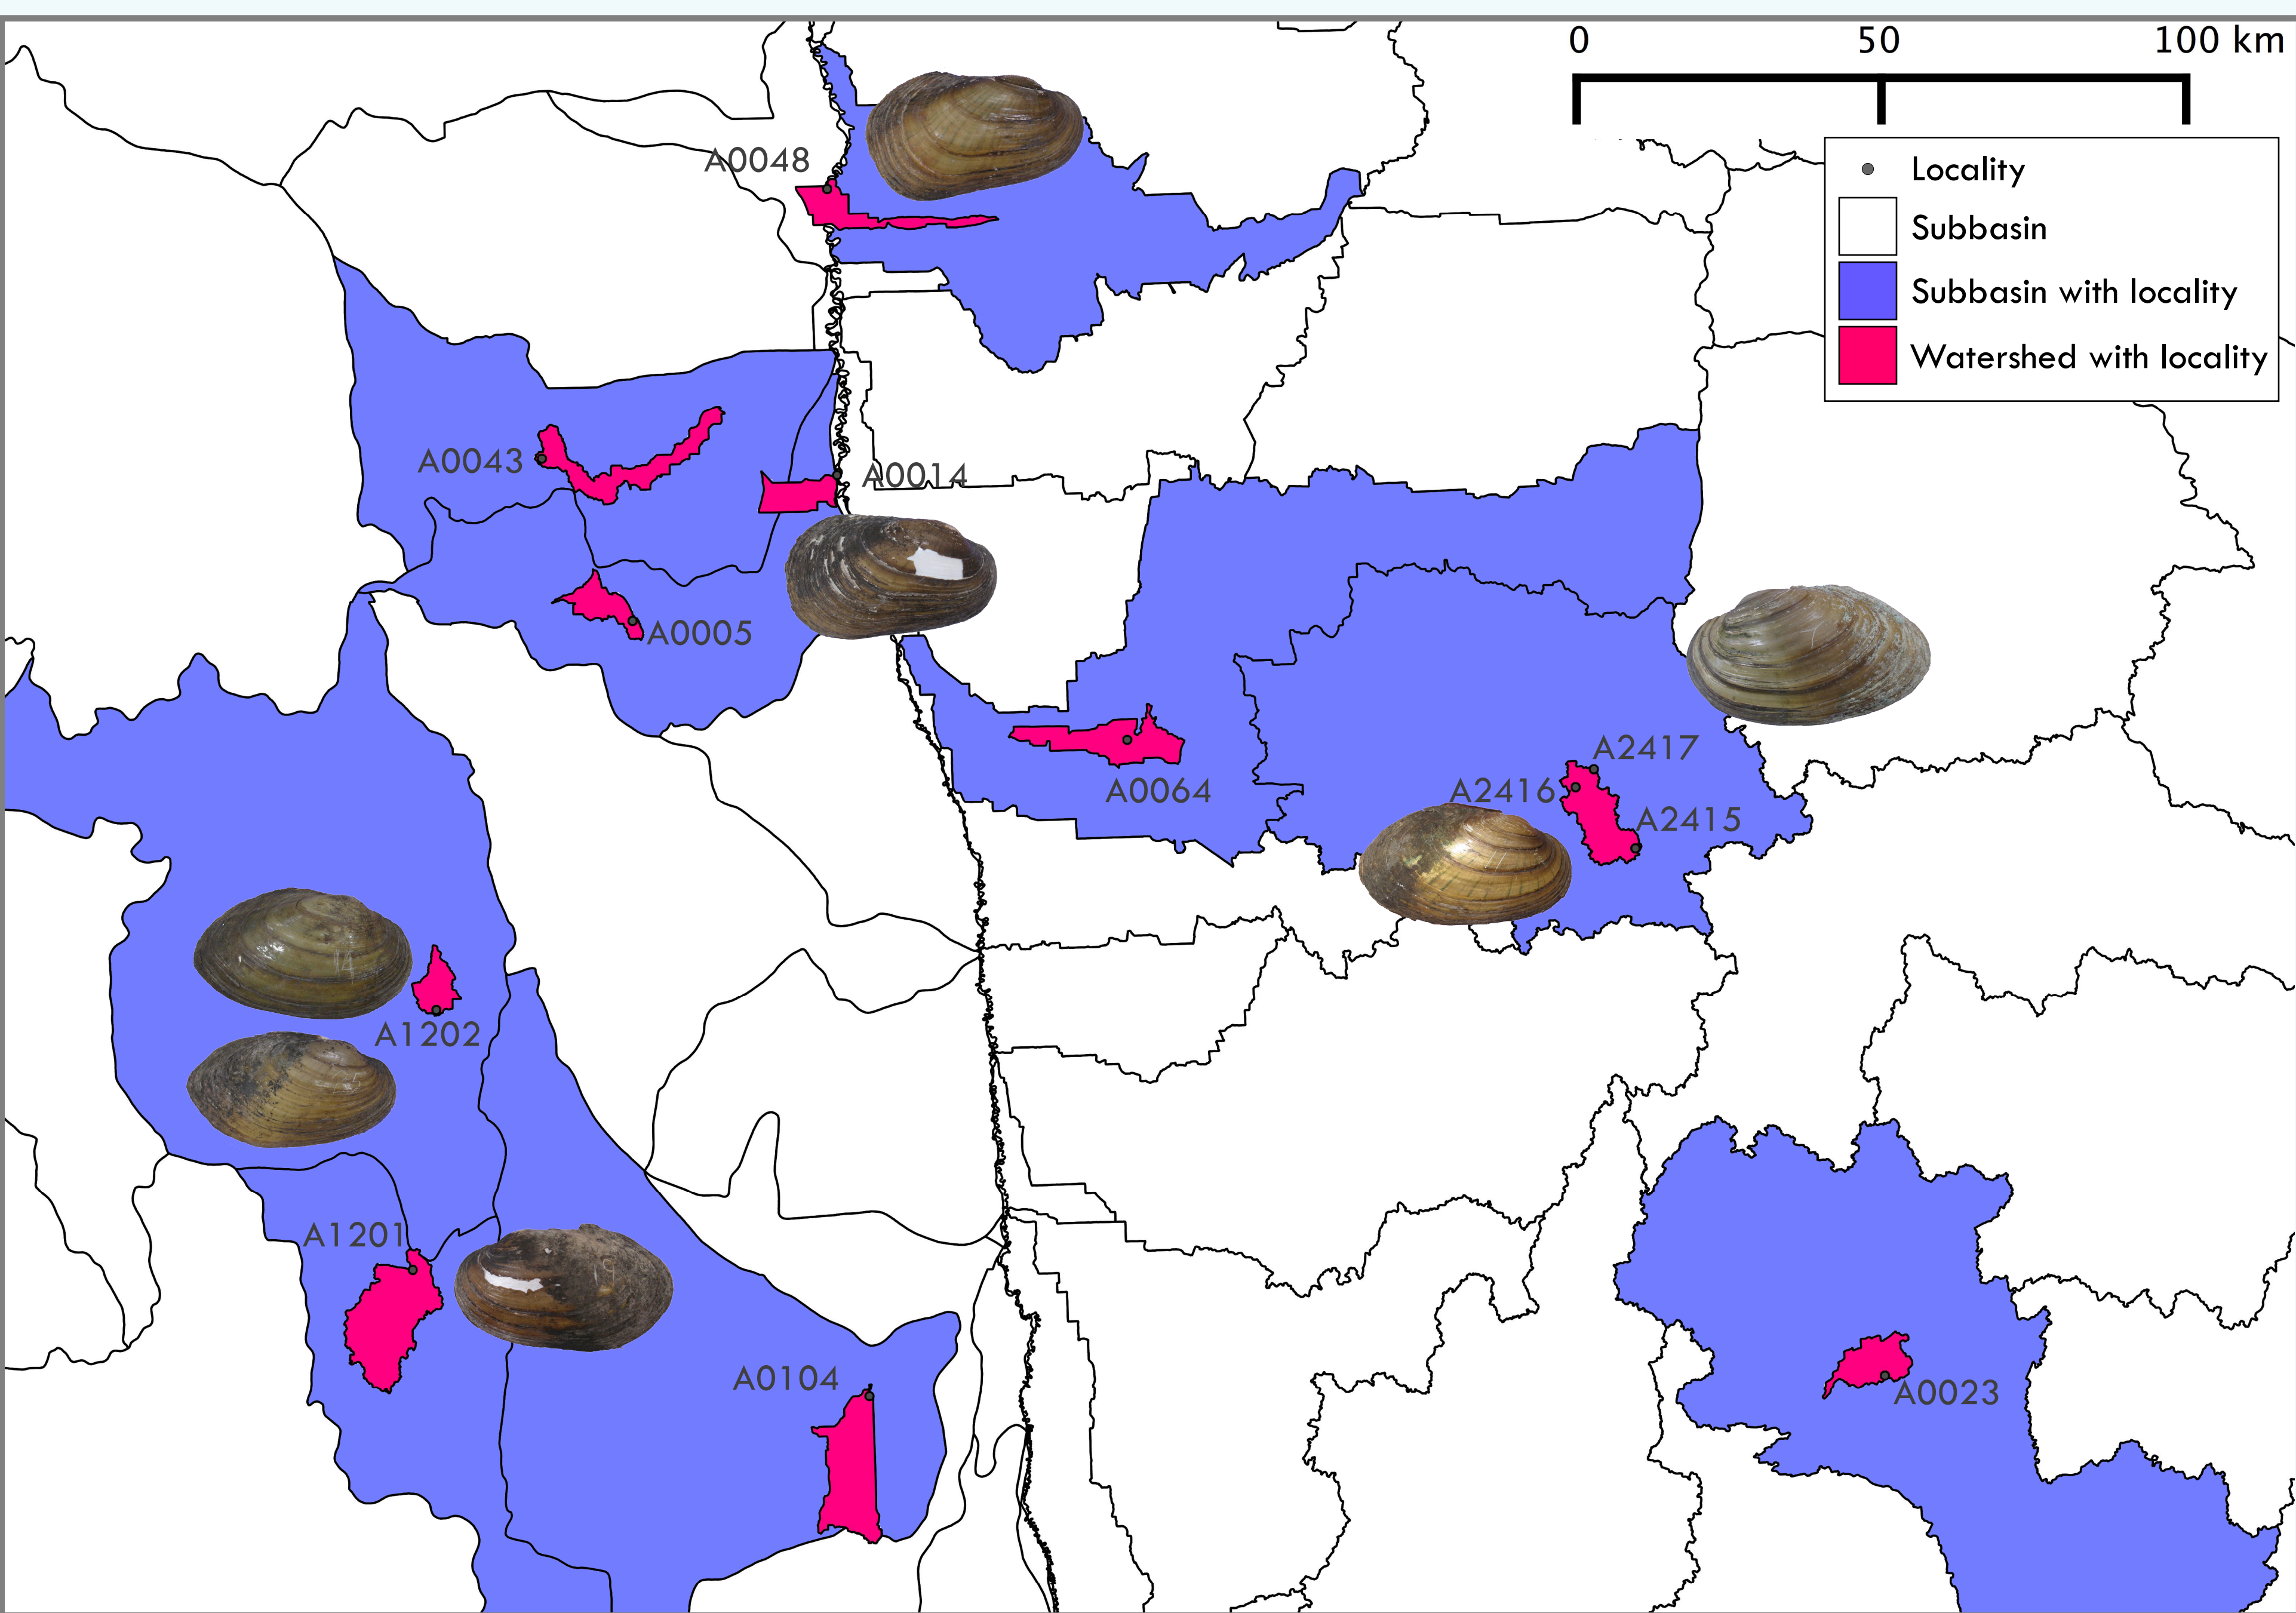 0 50 100 km
Locality
Subbasin
Subbasin with locality
Watershed with locality
A0048
A0043
A0014
A0005
A0064
A2417
A2416
A2415
A1202
A1201
A0104
A0023